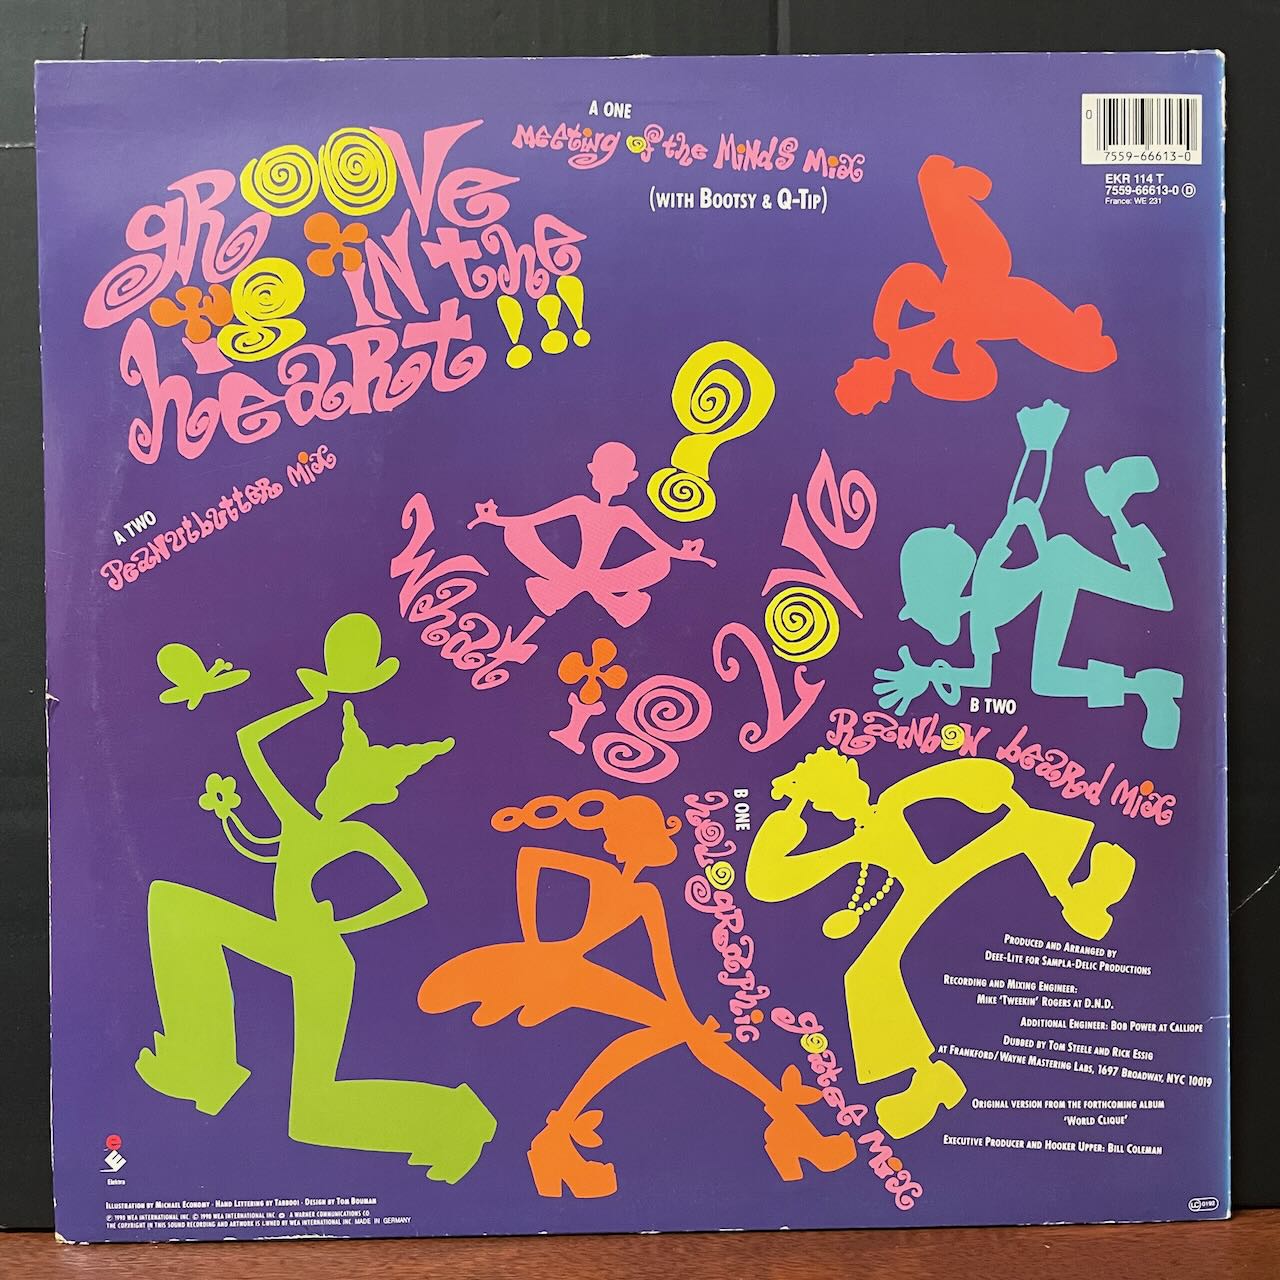 A ONE
Meeting of the Minds Mix
(WITH BOOTSY & Q-TIP)
0
7559-66613-0
EKR 114 T
7559-66613-0 D
France: WE 231
groove
is in the
heart!!!
A TWO
Peanutbutter Mix
What
is
Love
?
B TWO
Rainbow beard Mix
B ONE
holographic goatee Mix
PRODUCED AND ARRANGED BY
DEEE-LITE FOR SAMPLA-DELIC PRODUCTIONS
RECORDING AND MIXING ENGINEER:
MIKE 'TWEEKIN' ROGERS AT D.N.D.
ADDITIONAL ENGINEER: BOB POWER AT CALLIOPE
DUBBED BY TOM STEELE AND RICK ESSIG
AT FRANKFORD/WAYNE MASTERING LABS, 1697 BROADWAY, NYC 10019
ORIGINAL VERSION FROM THE FORTHCOMING ALBUM
'WORLD CLIQUE'
EXECUTIVE PRODUCER AND HOOKER UPPER: BILL COLEMAN
e
E
Elektra
ILLUSTRATION BY MICHAEL ECONOMY · HAND LETTERING BY TABBOO! · DESIGN BY TOM BOUMAN
℗ 1990 WEA INTERNATIONAL INC. © 1990 WEA INTERNATIONAL INC. A WARNER COMMUNICATIONS CO.
THE COPYRIGHT IN THIS SOUND RECORDING AND ARTWORK IS OWNED BY WEA INTERNATIONAL INC. MADE IN GERMANY
LC 0192